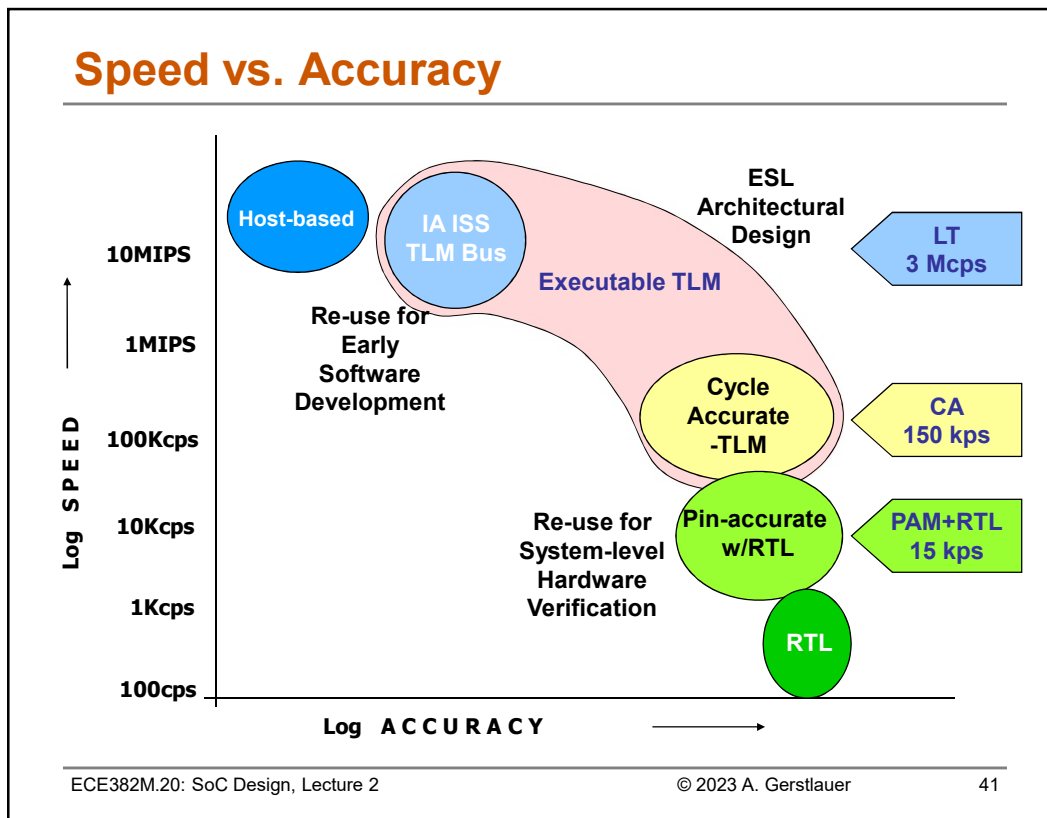 Speed vs. Accuracy
Host-based
IA ISS
TLM Bus
ESL
Architectural
Design
LT
3 Mcps
10MIPS
Executable TLM
Re-use for
Early
Software
Development
1MIPS
Cycle
Accurate
-TLM
CA
150 kps
100Kcps
Log SPEED
10Kcps
Re-use for
System-level
Hardware
Verification
Pin-accurate
w/RTL
PAM+RTL
15 kps
1Kcps
RTL
100cps
Log ACCURACY
ECE382M.20: SoC Design, Lecture 2
© 2023 A. Gerstlauer
41